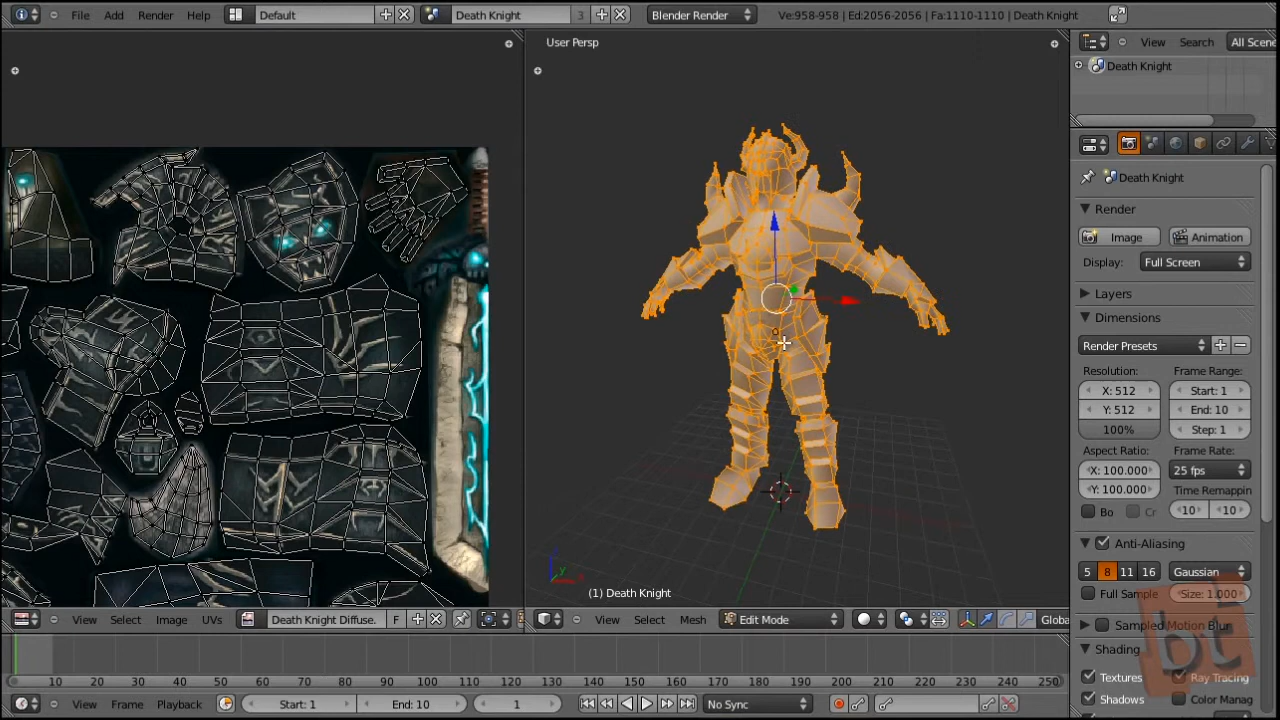 File Add Render Help Default Death Knight 3 Blender Render Ve:958-958 | Ed:2056-2056 | Fa:1110-1110 | Death Knight
User Persp
View Search All Scene
Death Knight
Death Knight
Render
Image Animation
Display: Full Screen
Layers
Dimensions
Render Presets
Resolution: Frame Range:
X: 512 Start: 1
Y: 512 End: 10
100% Step: 1
Aspect Ratio: Frame Rate:
X: 100.000 25 fps
Y: 100.000 Time Remappin
Bo Cr 10 10
Anti-Aliasing
5 8 11 16 Gaussian
Full Sample Size: 1.000
Sampled Motion Blur
Shading
Textures Ray Tracing
Shadows Color Manag
bt
z
y
x
(1) Death Knight
View Select Image UVs Death Knight Diffuse. F View Select Mesh Edit Mode Globa
10 20 30 40 50 60 70 80 90 100 110 120 130 140 150 160 170 180 190 200 210 220 230 240 250
View Frame Playback Start: 1 End: 10 1 No Sync